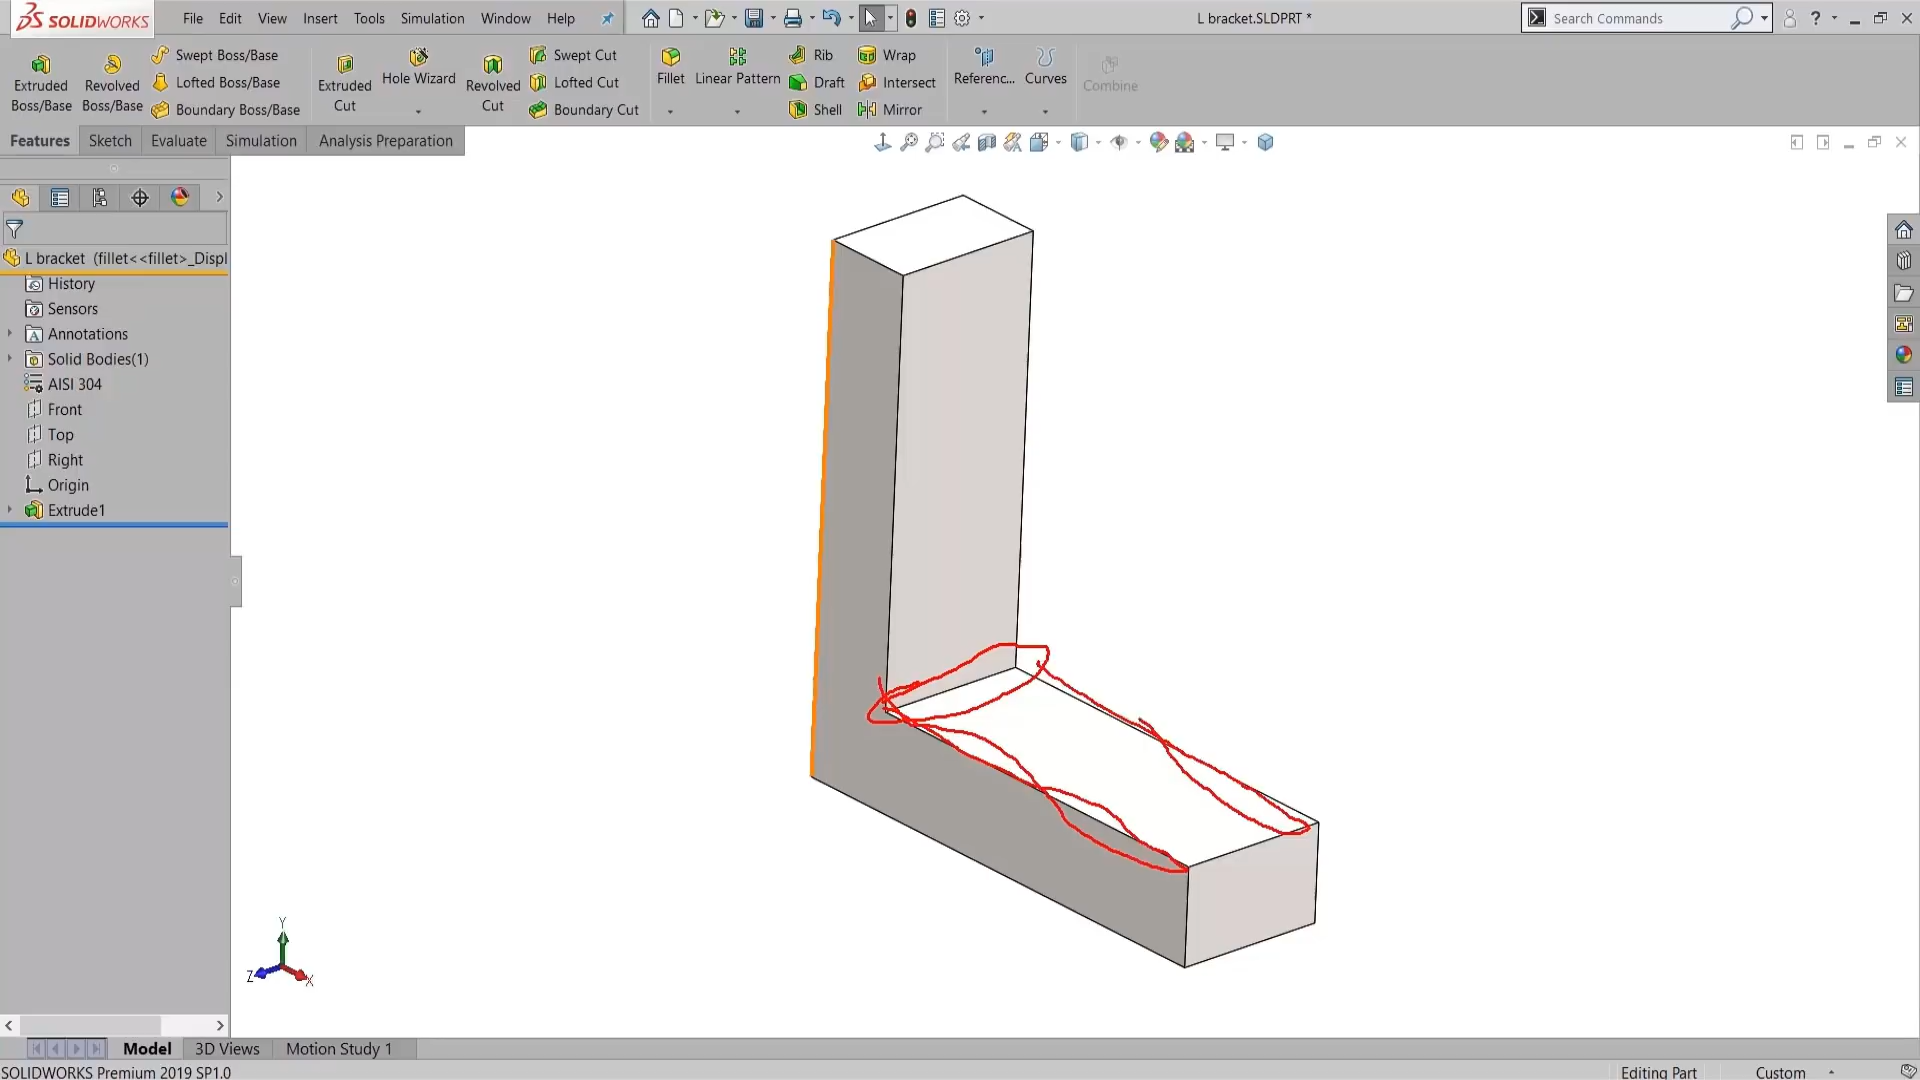 SOLIDWORKS File Edit View Insert Tools Simulation Window Help L bracket.SLDPRT * Search Commands ?
Extruded Boss/Base
Revolved Boss/Base
Swept Boss/Base
Lofted Boss/Base
Boundary Boss/Base
Extruded Cut
Hole Wizard
Revolved Cut
Swept Cut
Lofted Cut
Boundary Cut
Fillet
Linear Pattern
Rib
Draft
Shell
Wrap
Intersect
Mirror
Referenc...
Curves
Combine
Features Sketch Evaluate Simulation Analysis Preparation
L bracket (fillet<<fillet>_Displ
History
Sensors
A Annotations
Solid Bodies(1)
AISI 304
Front
Top
Right
Origin
Extrude1
Y
Z
X
Model 3D Views Motion Study 1
SOLIDWORKS Premium 2019 SP1.0 Editing Part Custom